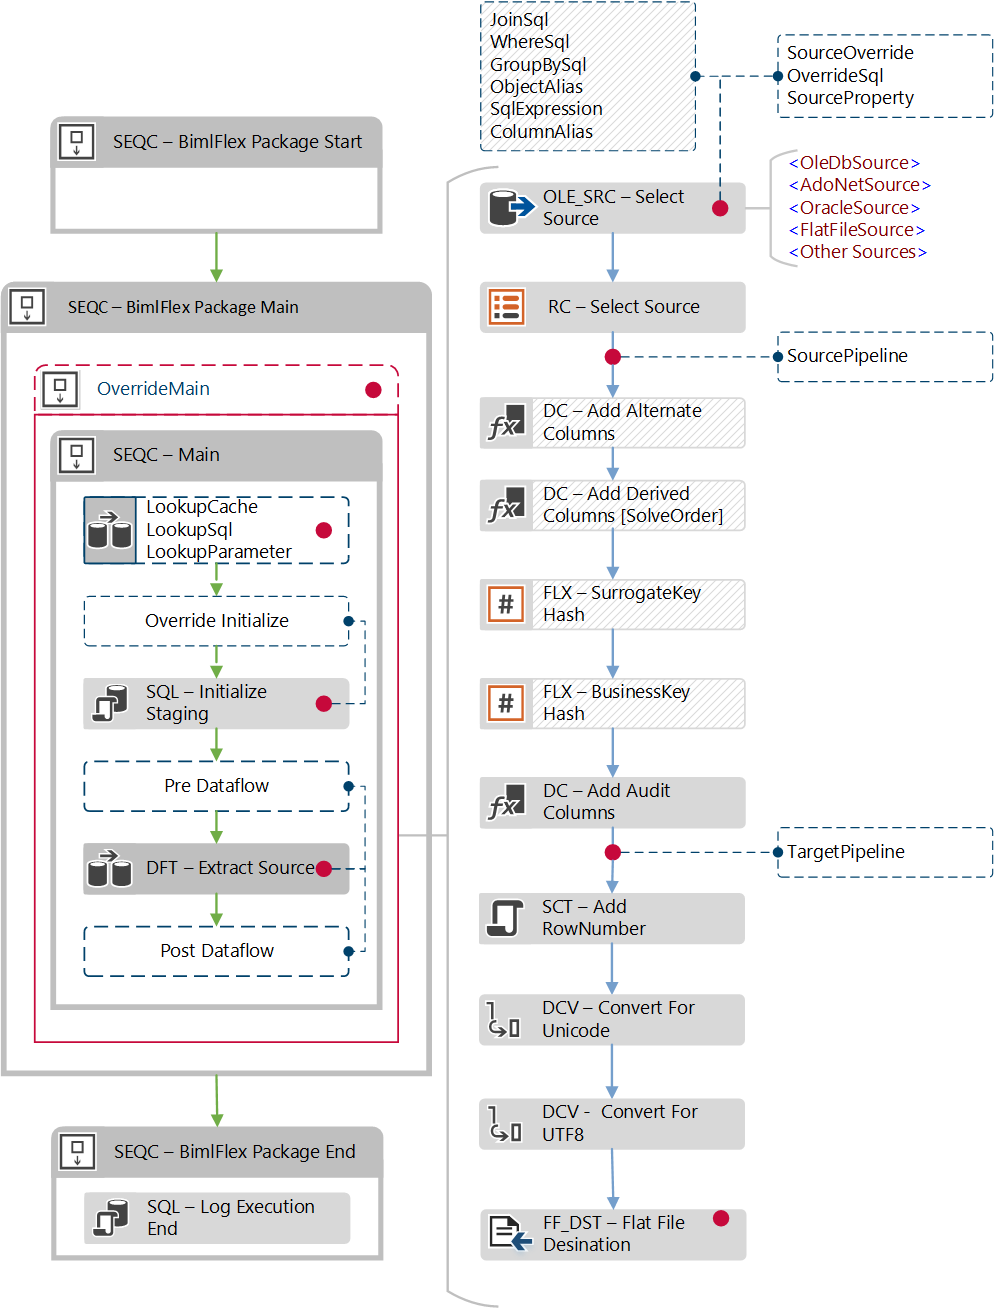 JoinSql
WhereSql
GroupBySql
ObjectAlias
SqlExpression
ColumnAlias
SourceOverride
OverrideSql
SourceProperty
SEQC – BimlFlex Package Start
<OleDbSource>
<AdoNetSource>
<OracleSource>
<FlatFileSource>
<Other Sources>
OLE_SRC – Select
Source
SEQC – BimlFlex Package Main
RC – Select Source
SourcePipeline
OverrideMain
DC – Add Alternate
Columns
SEQC – Main
LookupCache
LookupSql
LookupParameter
DC – Add Derived
Columns [SolveOrder]
Override Initialize
FLX – SurrogateKey
Hash
SQL – Initialize
Staging
FLX – BusinessKey
Hash
Pre Dataflow
DC – Add Audit
Columns
DFT – Extract Source
TargetPipeline
Post Dataflow
SCT – Add
RowNumber
DCV – Convert For
Unicode
DCV -  Convert For
UTF8
SEQC – BimlFlex Package End
SQL – Log Execution
End
FF_DST – Flat File
Desination